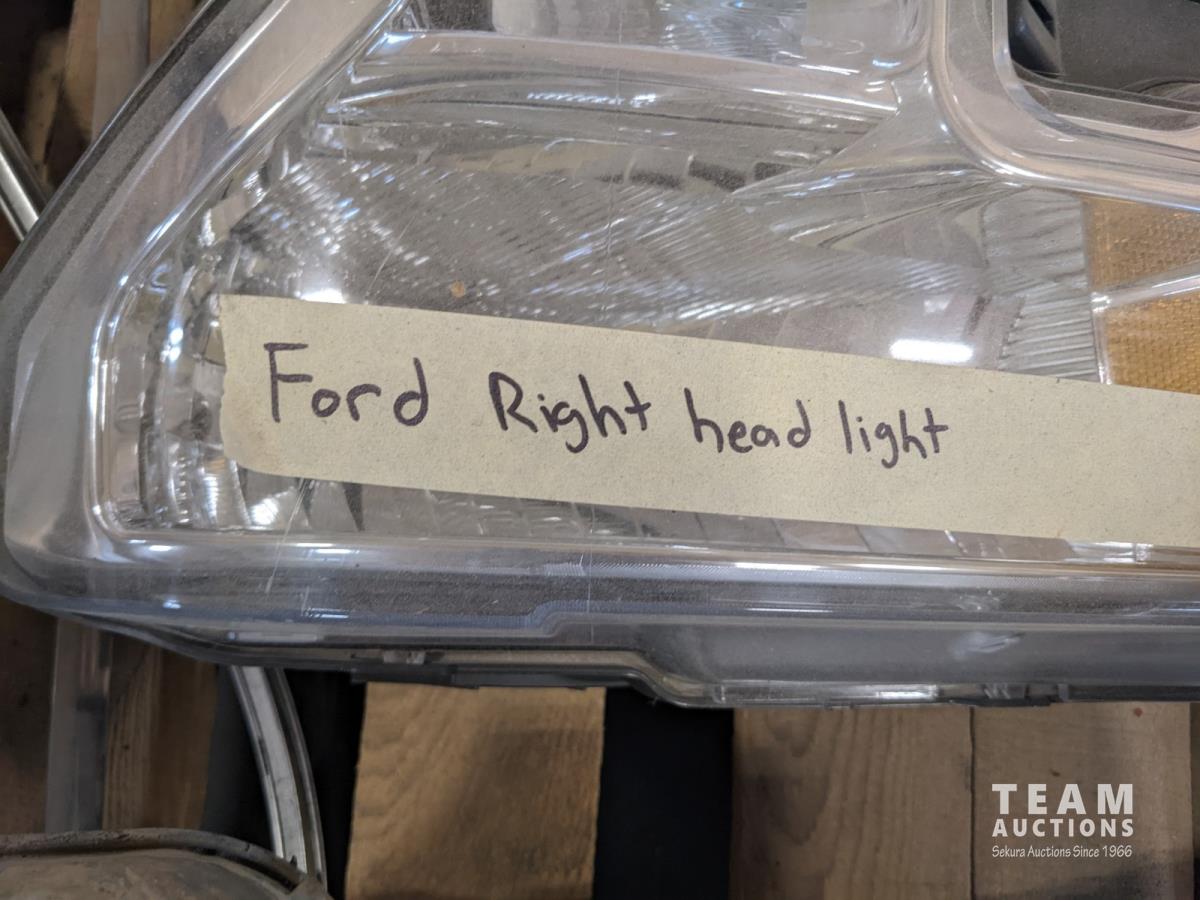 Ford Right head light
TEAM
AUCTIONS
Sekura Auctions Since 1966